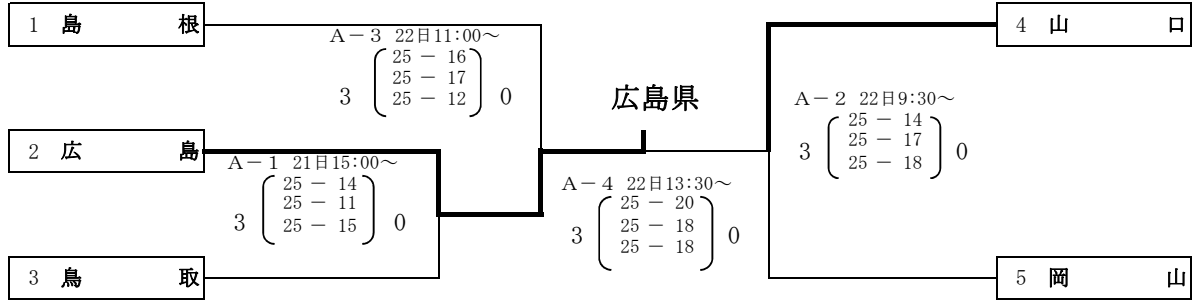 1 島 根
A－3 22日11:00～
3
25 － 16
25 － 17
25 － 12
0
2 広 島
A－1 21日15:00～
3
25 － 14
25 － 11
25 － 15
0
3 鳥 取
広島県
A－4 22日13:30～
3
25 － 20
25 － 18
25 － 18
0
4 山 口
A－2 22日9:30～
3
25 － 14
25 － 17
25 － 18
0
5 岡 山